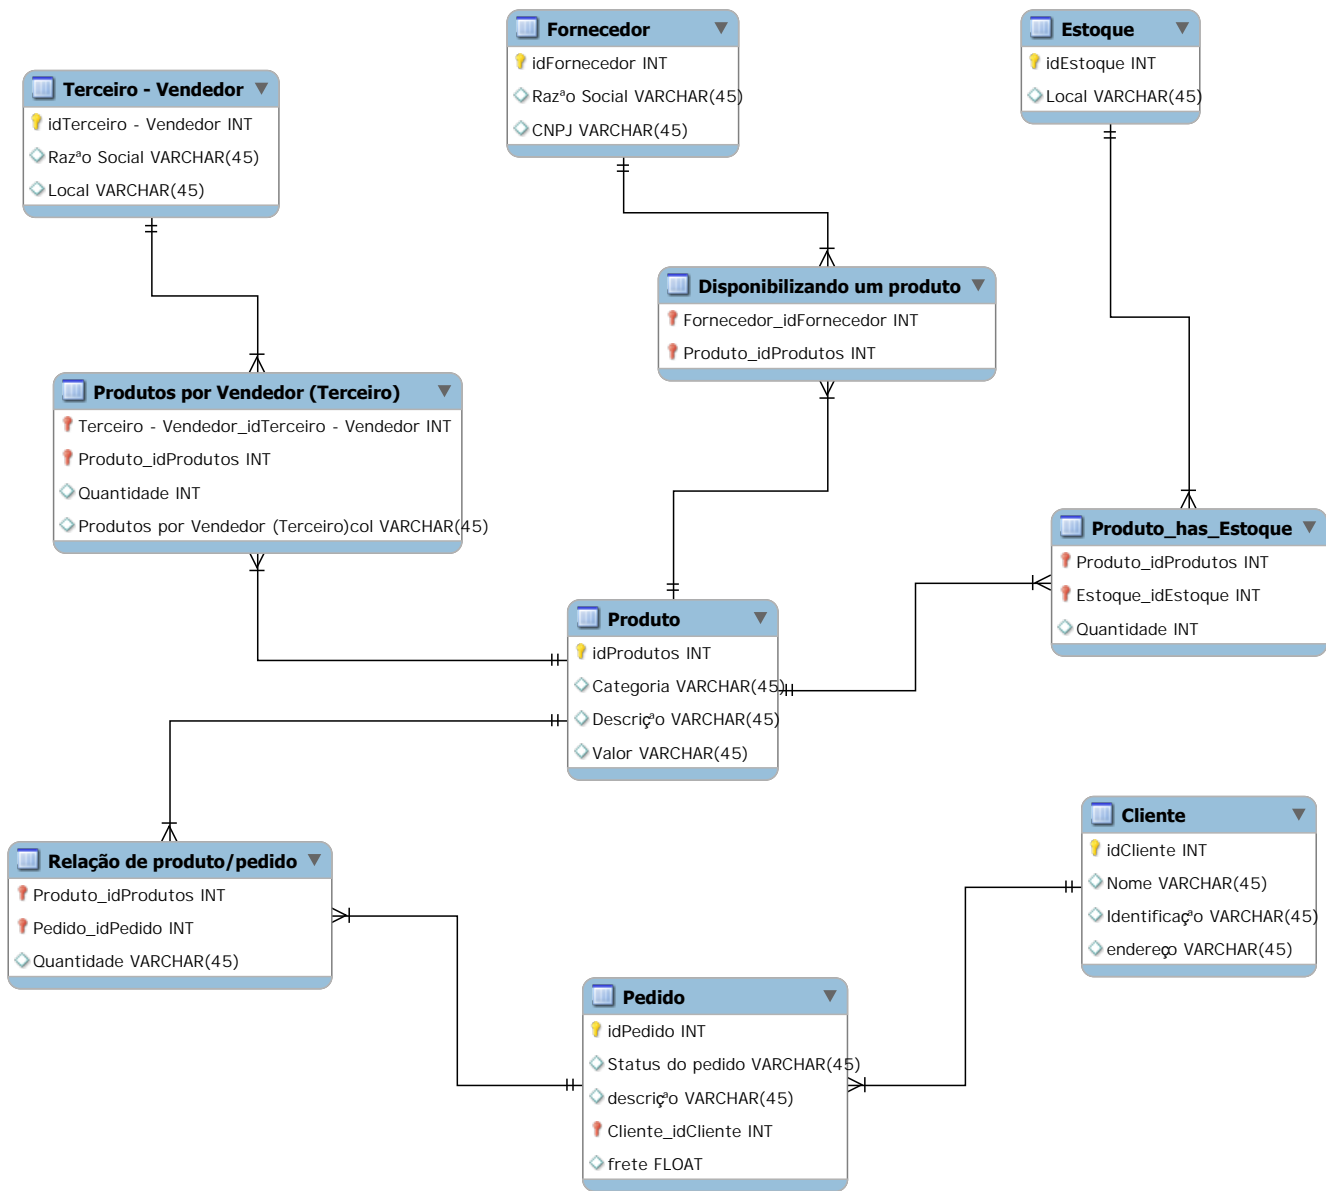 Fornecedor
idFornecedor INT
Razªo Social VARCHAR(45)
CNPJ VARCHAR(45)
Estoque
idEstoque INT
Local VARCHAR(45)
Terceiro - Vendedor
idTerceiro - Vendedor INT
Razªo Social VARCHAR(45)
Local VARCHAR(45)
Disponibilizando um produto
Fornecedor_idFornecedor INT
Produto_idProdutos INT
Produtos por Vendedor (Terceiro)
Terceiro - Vendedor_idTerceiro - Vendedor INT
Produto_idProdutos INT
Quantidade INT
Produtos por Vendedor (Terceiro)col VARCHAR(45)
Produto_has_Estoque
Produto_idProdutos INT
Estoque_idEstoque INT
Quantidade INT
Produto
idProdutos INT
Categoria VARCHAR(45)
Descriçªo VARCHAR(45)
Valor VARCHAR(45)
Relação de produto/pedido
Produto_idProdutos INT
Pedido_idPedido INT
Quantidade VARCHAR(45)
Cliente
idCliente INT
Nome VARCHAR(45)
Identificaçªo VARCHAR(45)
endereço VARCHAR(45)
Pedido
idPedido INT
Status do pedido VARCHAR(45)
descriçªo VARCHAR(45)
Cliente_idCliente INT
frete FLOAT